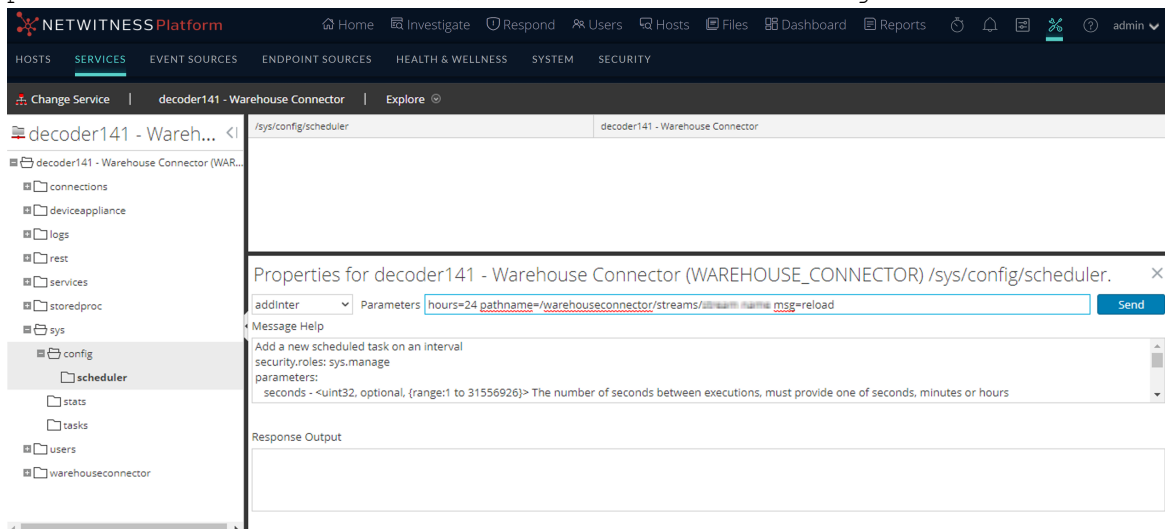 NETWITNESS Platform Home Investigate Respond Users Hosts Files Dashboard Reports admin
HOSTS SERVICES EVENT SOURCES ENDPOINT SOURCES HEALTH & WELLNESS SYSTEM SECURITY
Change Service | decoder141 - Warehouse Connector | Explore
decoder141 - Wareh...
/sys/config/scheduler decoder141 - Warehouse Connector
decoder141 - Warehouse Connector (WAR...
connections
deviceappliance
logs
rest
services
storedproc
sys
config
scheduler
stats
tasks
users
warehouseconnector
Properties for decoder141 - Warehouse Connector (WAREHOUSE_CONNECTOR) /sys/config/scheduler.
addInter Parameters hours=24 pathname=/warehouseconnector/streams/ msg=reload Send
Message Help
Add a new scheduled task on an interval
security.roles: sys.manage
parameters:
seconds - <uint32, optional, {range:1 to 31556926}> The number of seconds between executions, must provide one of seconds, minutes or hours
Response Output